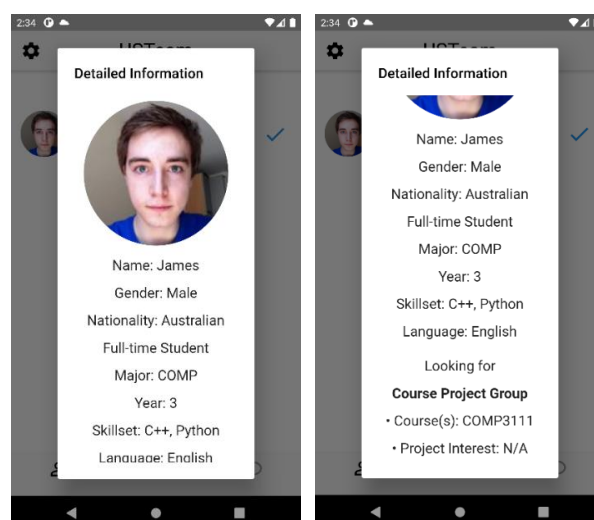 2:34
Detailed Information
Name: James
Gender: Male
Nationality: Australian
Full-time Student
Major: COMP
Year: 3
Skillset: C++, Python
Language: English
2:34
Detailed Information
Name: James
Gender: Male
Nationality: Australian
Full-time Student
Major: COMP
Year: 3
Skillset: C++, Python
Language: English
Looking for
Course Project Group
• Course(s): COMP3111
• Project Interest: N/A